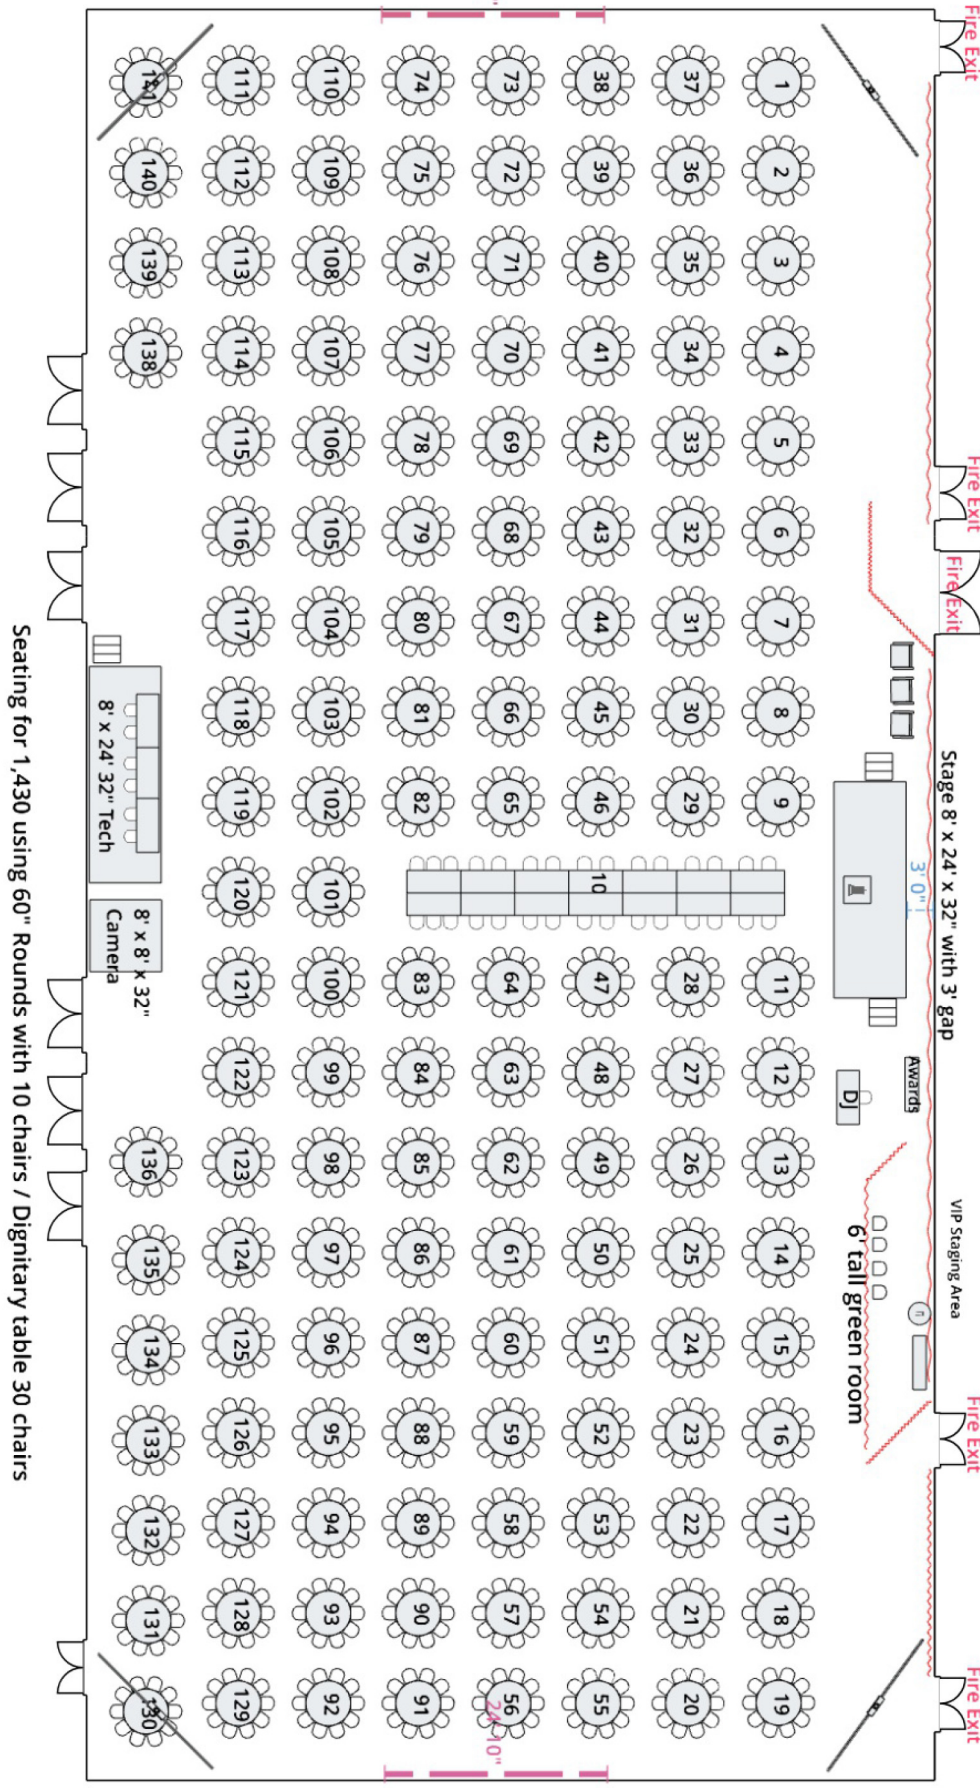 Fire Exit
Fire Exit
Fire Exit
Stage 8' x 24' x 32" with 3' gap
VIP Staging Area
Fire Exit
Fire Exit
3' 0"
Awards
DJ
6' tall green room
1 2 3 4 5 6 7 8 9 11 12 13 14 15 16 17 18 19
37 36 35 34 33 32 31 30 29 28 27 26 25 24 23 22 21 20
38 39 40 41 42 43 44 45 46 10 47 48 49 50 51 52 53 54 55
73 72 71 70 69 68 67 66 65 64 63 62 61 60 59 58 57 56
24' 10"
74 75 76 77 78 79 80 81 82 83 84 85 86 87 88 89 90 91
110 109 108 107 106 105 104 103 102 101 100 99 98 97 96 95 94 93 92
111 112 113 114 115 116 117 118 119 120 121 122 123 124 125 126 127 128 129
141 140 139 138 136 135 134 133 132 131 130
8' x 24' 32" Tech
8' x 8' x 32"
Camera
Seating for 1,430 using 60" Rounds with 10 chairs / Dignitary table 30 chairs